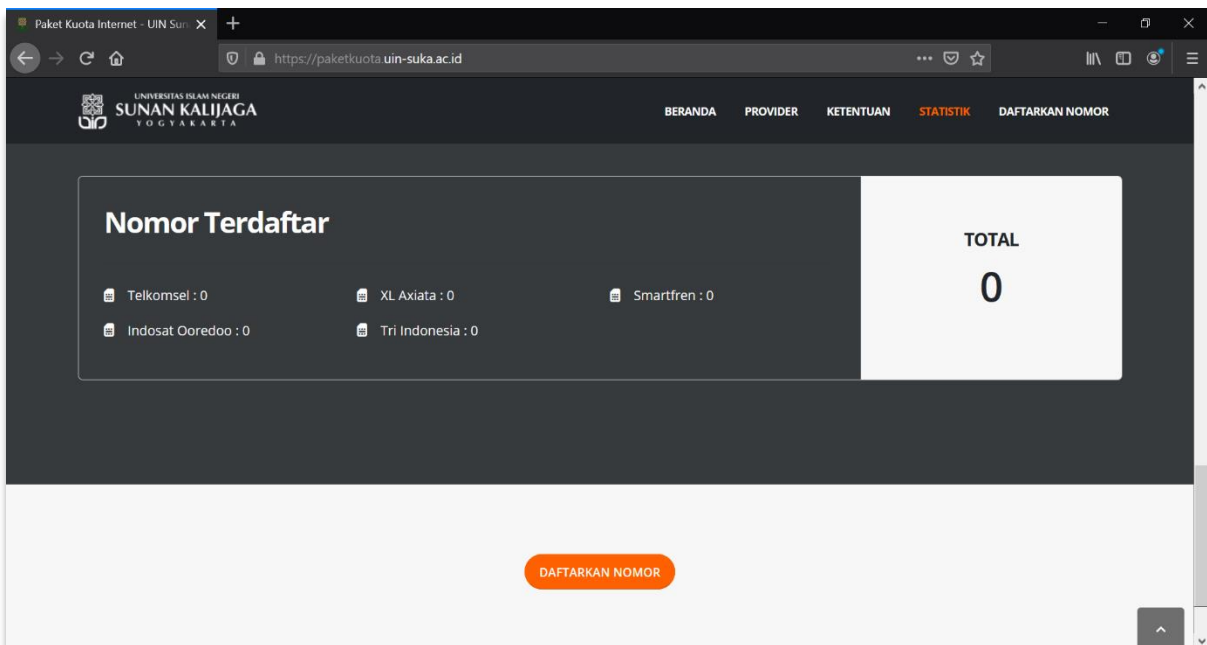 Paket Kuota Internet - UIN Sun
https://paketkuota.uin-suka.ac.id
UNIVERSITAS ISLAM NEGERI
SUNAN KALIJAGA
YOGYAKARTA
BERANDA PROVIDER KETENTUAN STATISTIK DAFTARKAN NOMOR
Nomor Terdaftar
Telkomsel : 0 XL Axiata : 0 Smartfren : 0
Indosat Ooredoo : 0 Tri Indonesia : 0
TOTAL
0
DAFTARKAN NOMOR